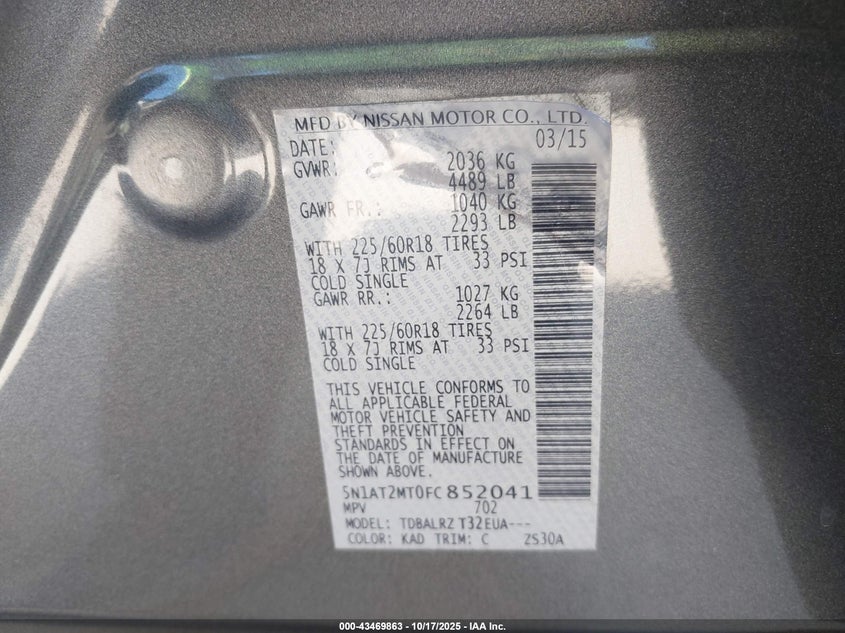 MFD BY NISSAN MOTOR CO., LTD.
DATE: 03/15
GVWR: 2036 KG
4489 LB
GAWR FR.: 1040 KG
2293 LB
WITH 225/60R18 TIRES
18 X 7J RIMS AT 33 PSI
COLD SINGLE
GAWR RR.: 1027 KG
2264 LB
WITH 225/60R18 TIRES
18 X 7J RIMS AT 33 PSI
COLD SINGLE
THIS VEHICLE CONFORMS TO
ALL APPLICABLE FEDERAL
MOTOR VEHICLE SAFETY AND
THEFT PREVENTION
STANDARDS IN EFFECT ON
THE DATE OF MANUFACTURE
SHOWN ABOVE.
5N1AT2MT0FC852041
MPV 702
MODEL: TDBALRZ T32EUA---
COLOR: KAD TRIM: C 2S30A
000-43469863 - 10/17/2025 - IAA Inc.